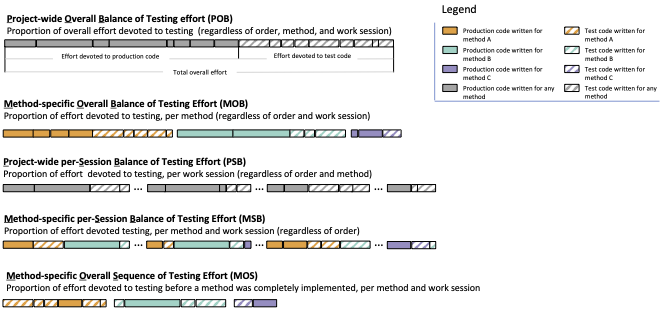 Project-wide Overall Balance of Testing effort (POB)
Proportion of overall effort devoted to testing (regardless of order, method, and work session)
Effort devoted to production code
Effort devoted to test code
Total overall effort
Method-specific Overall Balance of Testing Effort (MOB)
Proportion of effort devoted to testing, per method (regardless of order and work session)
Project-wide per-Session Balance of Testing Effort (PSB)
Proportion of effort devoted to testing, per work session (regardless of order and method)
... ... ...
Method-specific per-Session Balance of Testing Effort (MSB)
Proportion of effort devoted testing, per method and work session (regardless of order)
... ... ...
Method-specific Overall Sequence of Testing Effort (MOS)
Proportion of effort devoted to testing before a method was completely implemented, per method and work session
Legend
Production code written for
method A
Production code written for
method B
Production code written for
method C
Production code written for any
method
Test code written for
method A
Test code written for
method B
Test code written for
method C
Test code written for any
method